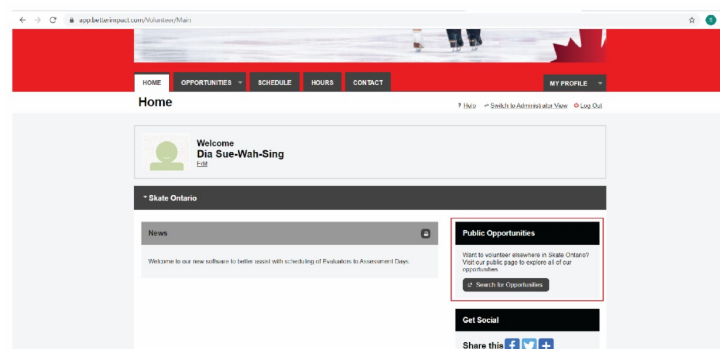 app.betterimpact.com/Volunteer/Main
HOME OPPORTUNITIES SCHEDULE HOURS CONTACT MY PROFILE
Home
? Help Switch to Administrator View Log Out
Welcome
Dia Sue-Wah-Sing
Edit
Skate Ontario
News
Welcome to our new software to better assist with scheduling of Evaluators to Assessment Days.
Public Opportunities
Want to volunteer elsewhere in Skate Ontario?
Visit our public page to explore all of our
opportunities
Search for Opportunities
Get Social
Share this